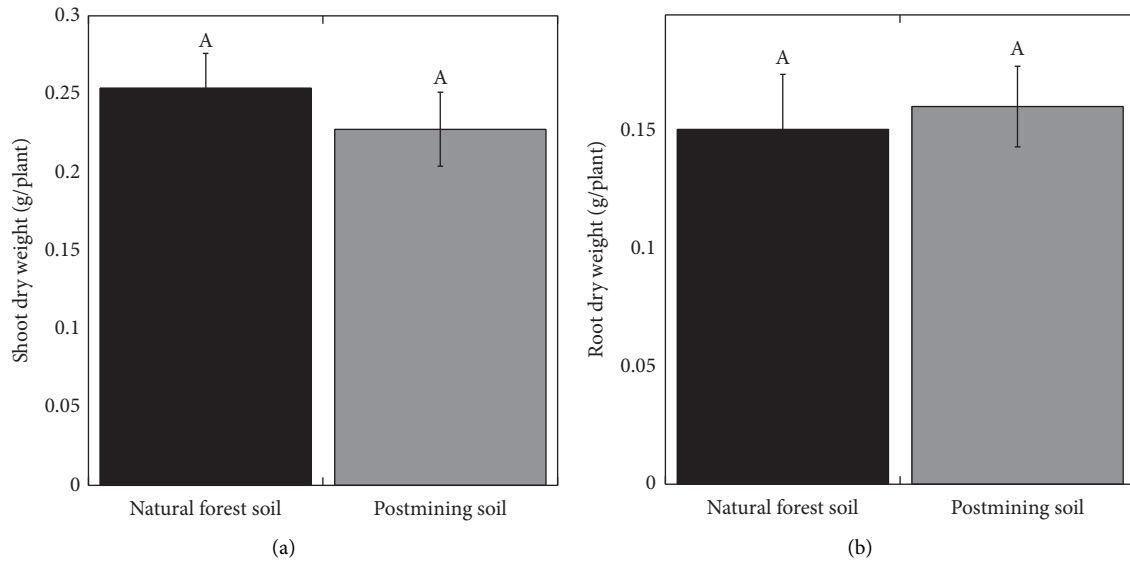 Shoot dry weight (g/plant)
0.3
0.25
0.2
0.15
0.1
0.05
0
A
A
Natural forest soil
Postmining soil
(a)
Root dry weight (g/plant)
0.15
0.1
0.05
0
A
A
Natural forest soil
Postmining soil
(b)